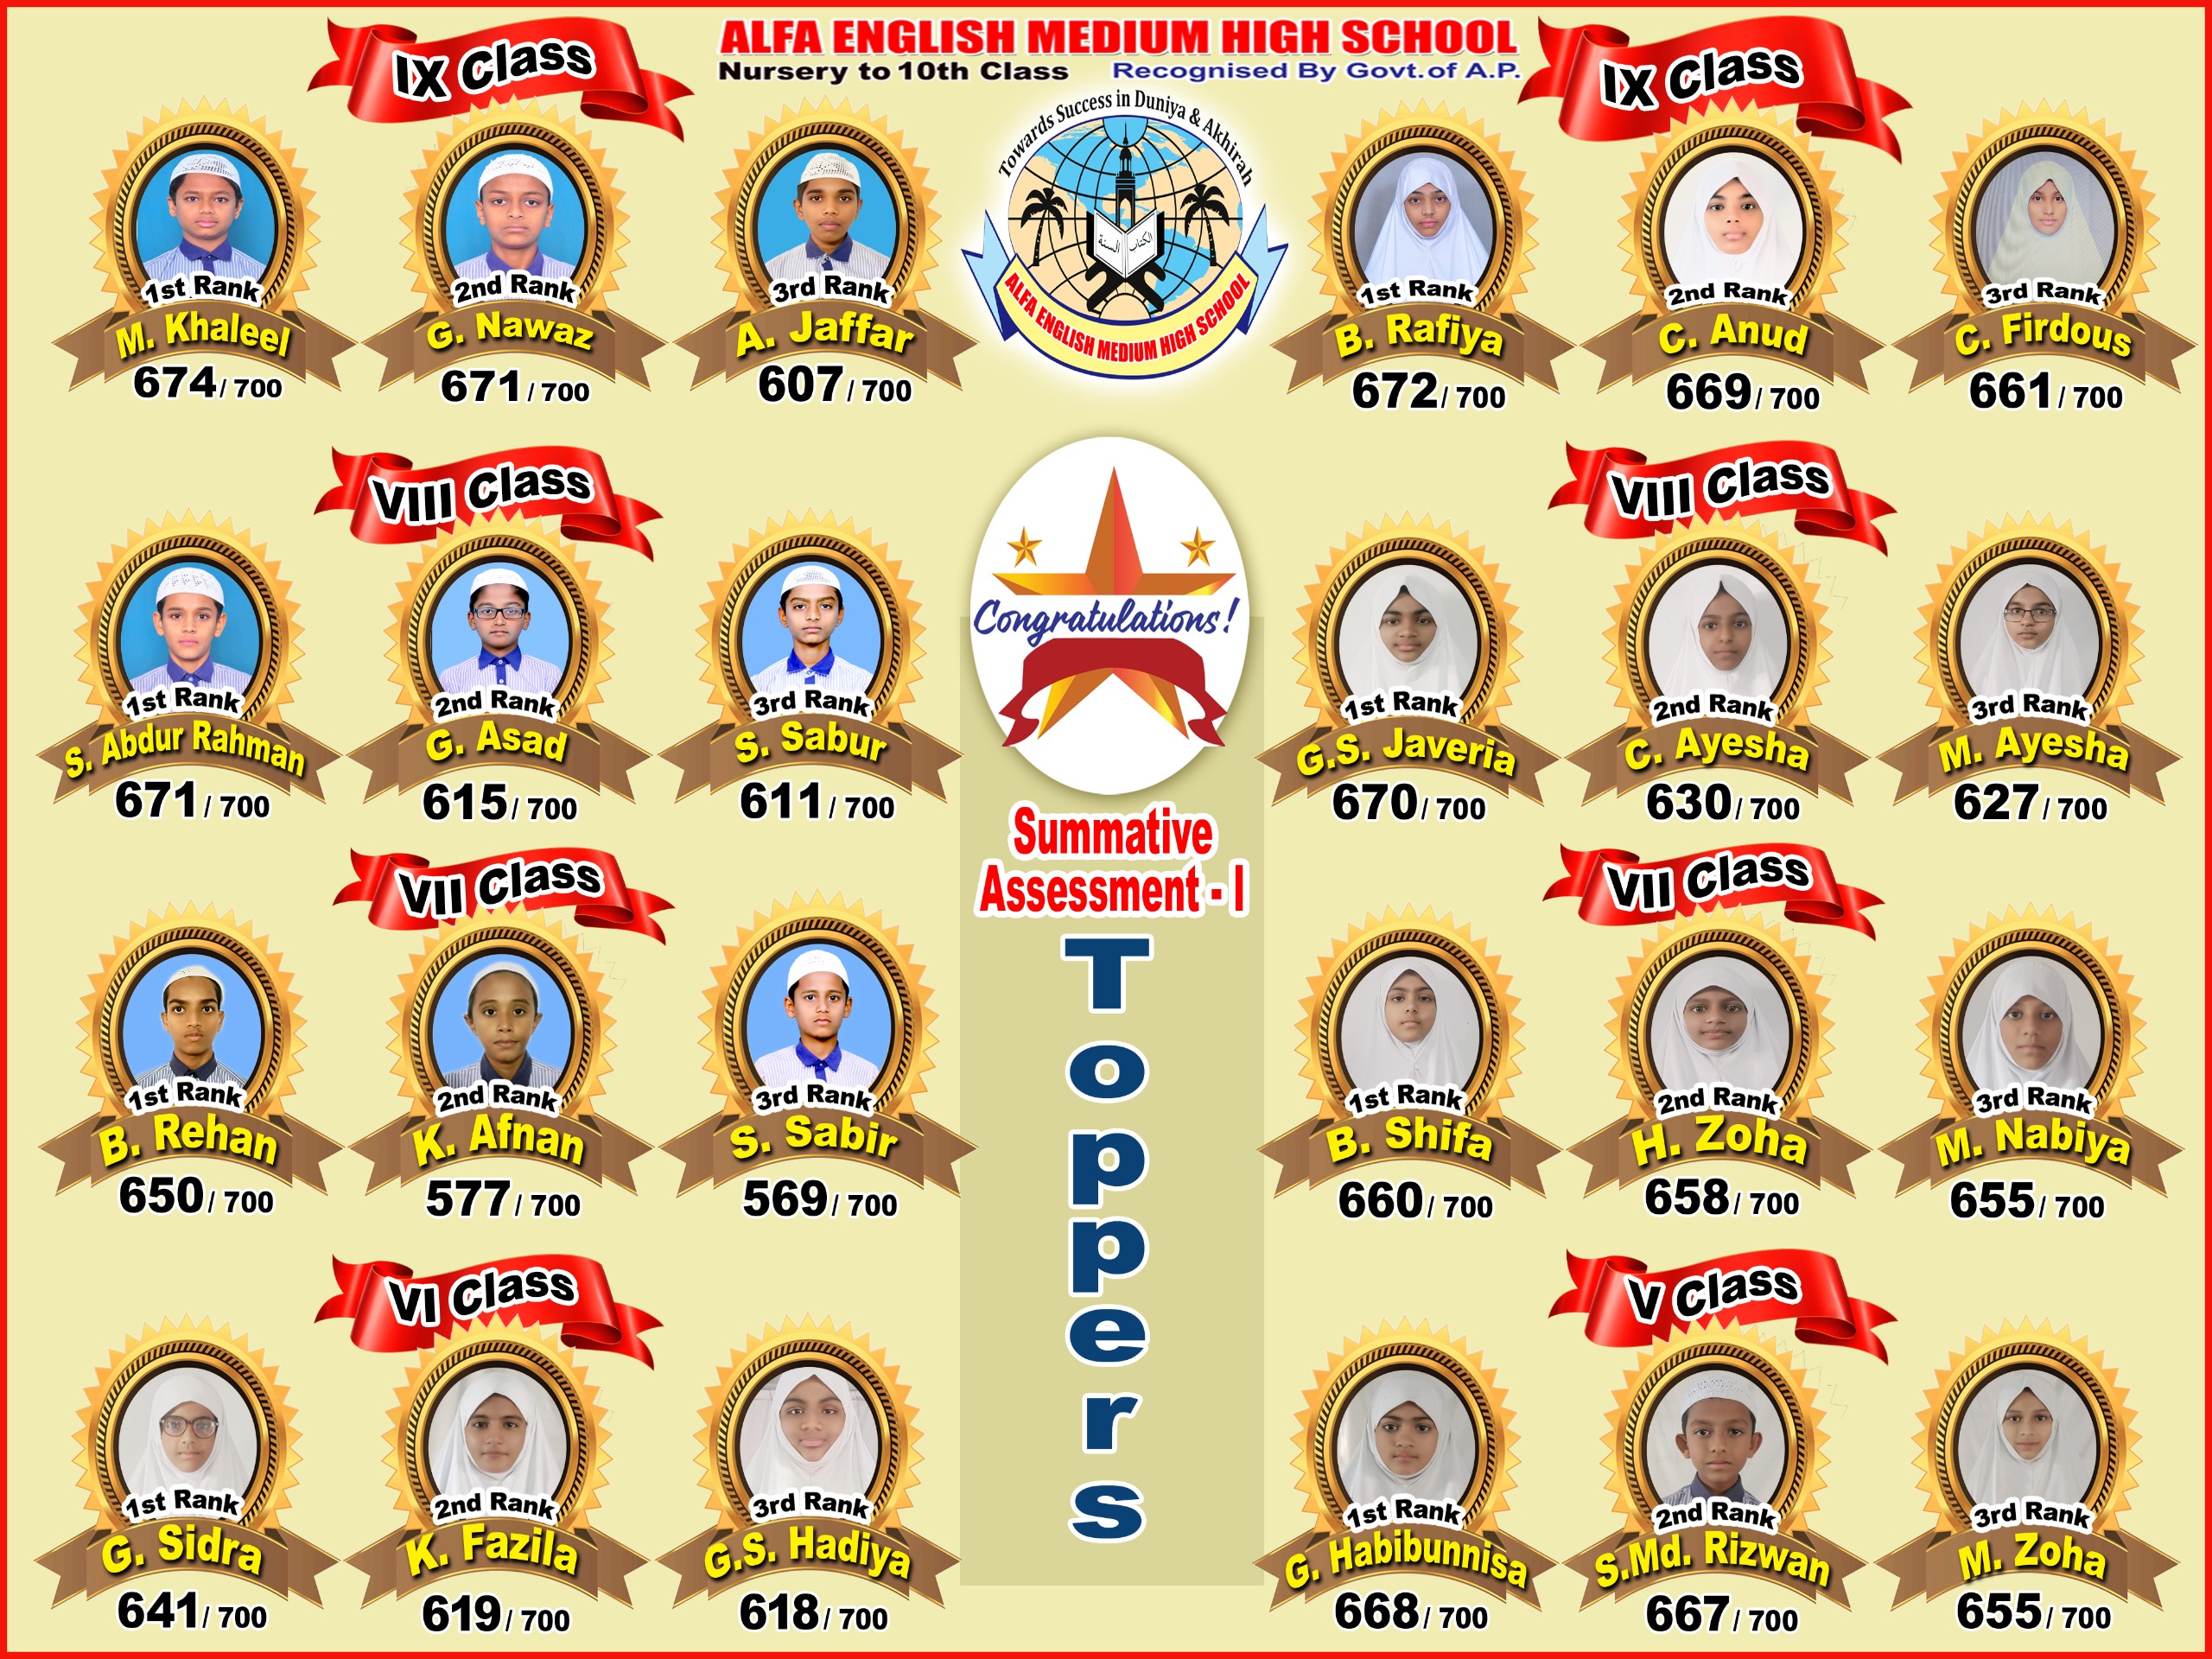 ALFA ENGLISH MEDIUM HIGH SCHOOL
Nursery to 10th Class Recognised By Govt.of A.P.
Towards Success in Duniya & Akhirah
الكتاب السنة
ALFA ENGLISH MEDIUM HIGH SCHOOL
IX Class
1st Rank
M. Khaleel
674/ 700
2nd Rank
G. Nawaz
671/ 700
3rd Rank
A. Jaffar
607/ 700
IX Class
1st Rank
B. Rafiya
672/ 700
2nd Rank
C. Anud
669/ 700
3rd Rank
C. Firdous
661/ 700
VIII Class
1st Rank
S. Abdur Rahman
671/ 700
2nd Rank
G. Asad
615/ 700
3rd Rank
S. Sabur
611/ 700
Congratulations!
Summative
Assessment - I
Toppers
VIII Class
1st Rank
G.S. Javeria
670/ 700
2nd Rank
C. Ayesha
630/ 700
3rd Rank
M. Ayesha
627/ 700
VII Class
1st Rank
B. Rehan
650/ 700
2nd Rank
K. Afnan
577/ 700
3rd Rank
S. Sabir
569/ 700
VII Class
1st Rank
B. Shifa
660/ 700
2nd Rank
H. Zoha
658/ 700
3rd Rank
M. Nabiya
655/ 700
VI Class
1st Rank
G. Sidra
641/ 700
2nd Rank
K. Fazila
619/ 700
3rd Rank
G.S. Hadiya
618/ 700
V Class
1st Rank
G. Habibunnisa
668/ 700
2nd Rank
S.Md. Rizwan
667/ 700
3rd Rank
M. Zoha
655/ 700